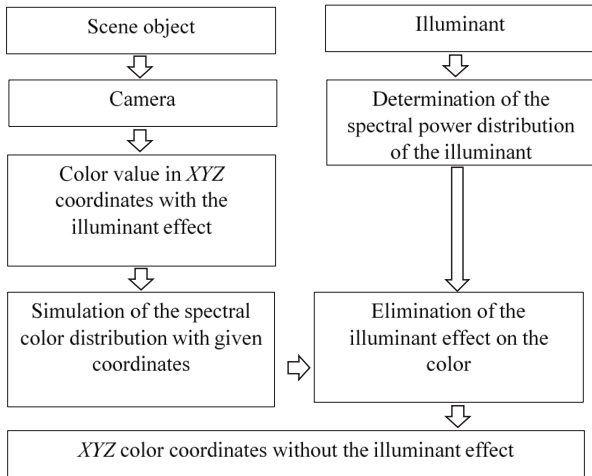 Scene object
Camera
Color value in XYZ
coordinates with the
illuminant effect
Simulation of the spectral
color distribution with given
coordinates
Illuminant
Determination of the
spectral power distribution
of the illuminant
Elimination of the
illuminant effect on the
color
XYZ color coordinates without the illuminant effect